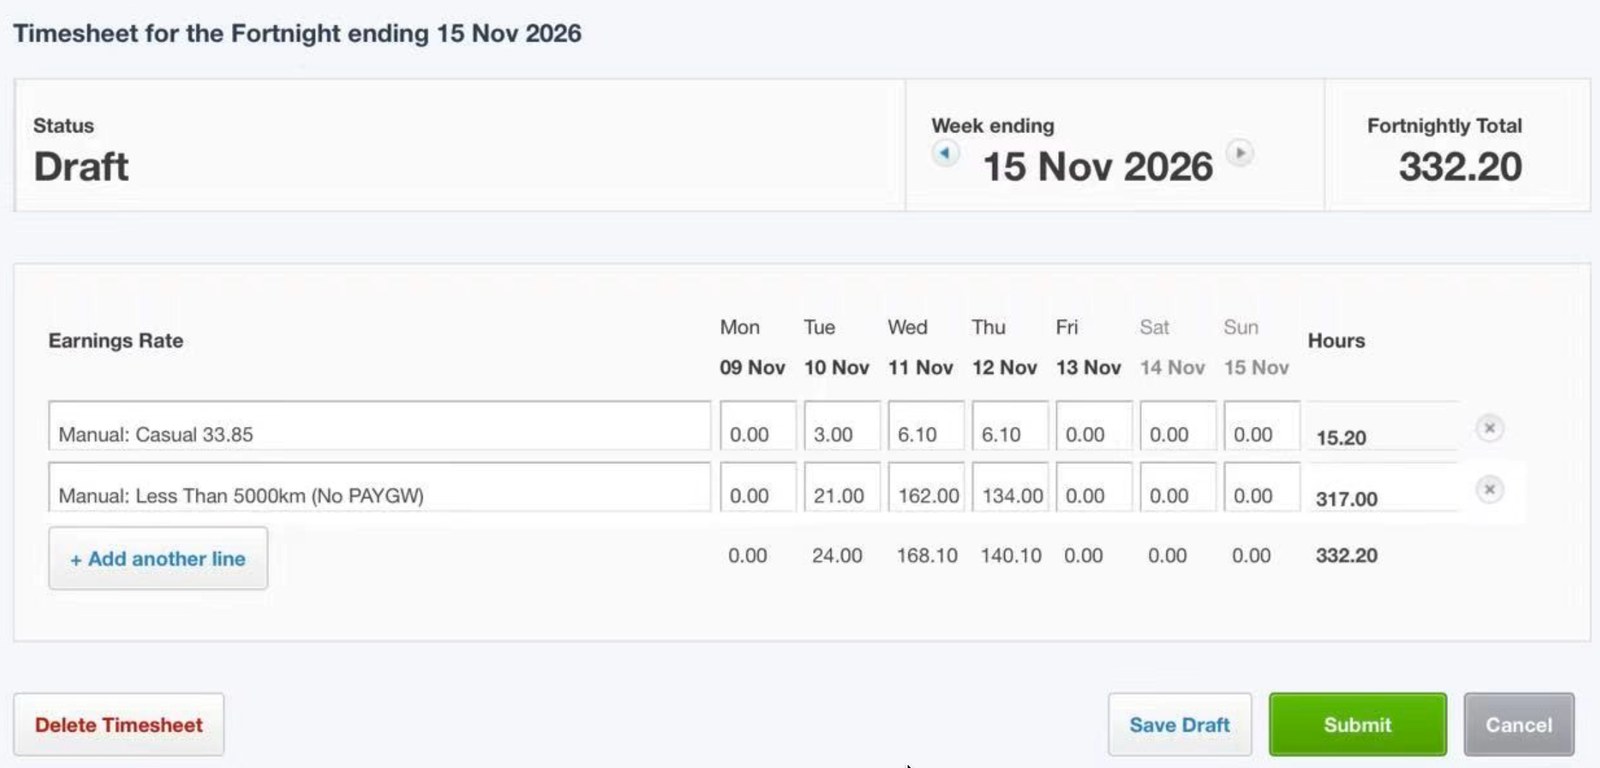 Timesheet for the Fortnight ending 15 Nov 2026
Status
Draft
Week ending
15 Nov 2026
Fortnightly Total
332.20
Earnings Rate
Mon Tue Wed Thu Fri Sat Sun Hours
09 Nov 10 Nov 11 Nov 12 Nov 13 Nov 14 Nov 15 Nov
Manual: Casual 33.85 0.00 3.00 6.10 6.10 0.00 0.00 0.00 15.20
Manual: Less Than 5000km (No PAYGW) 0.00 21.00 162.00 134.00 0.00 0.00 0.00 317.00
+ Add another line 0.00 24.00 168.10 140.10 0.00 0.00 0.00 332.20
Delete Timesheet Save Draft Submit Cancel